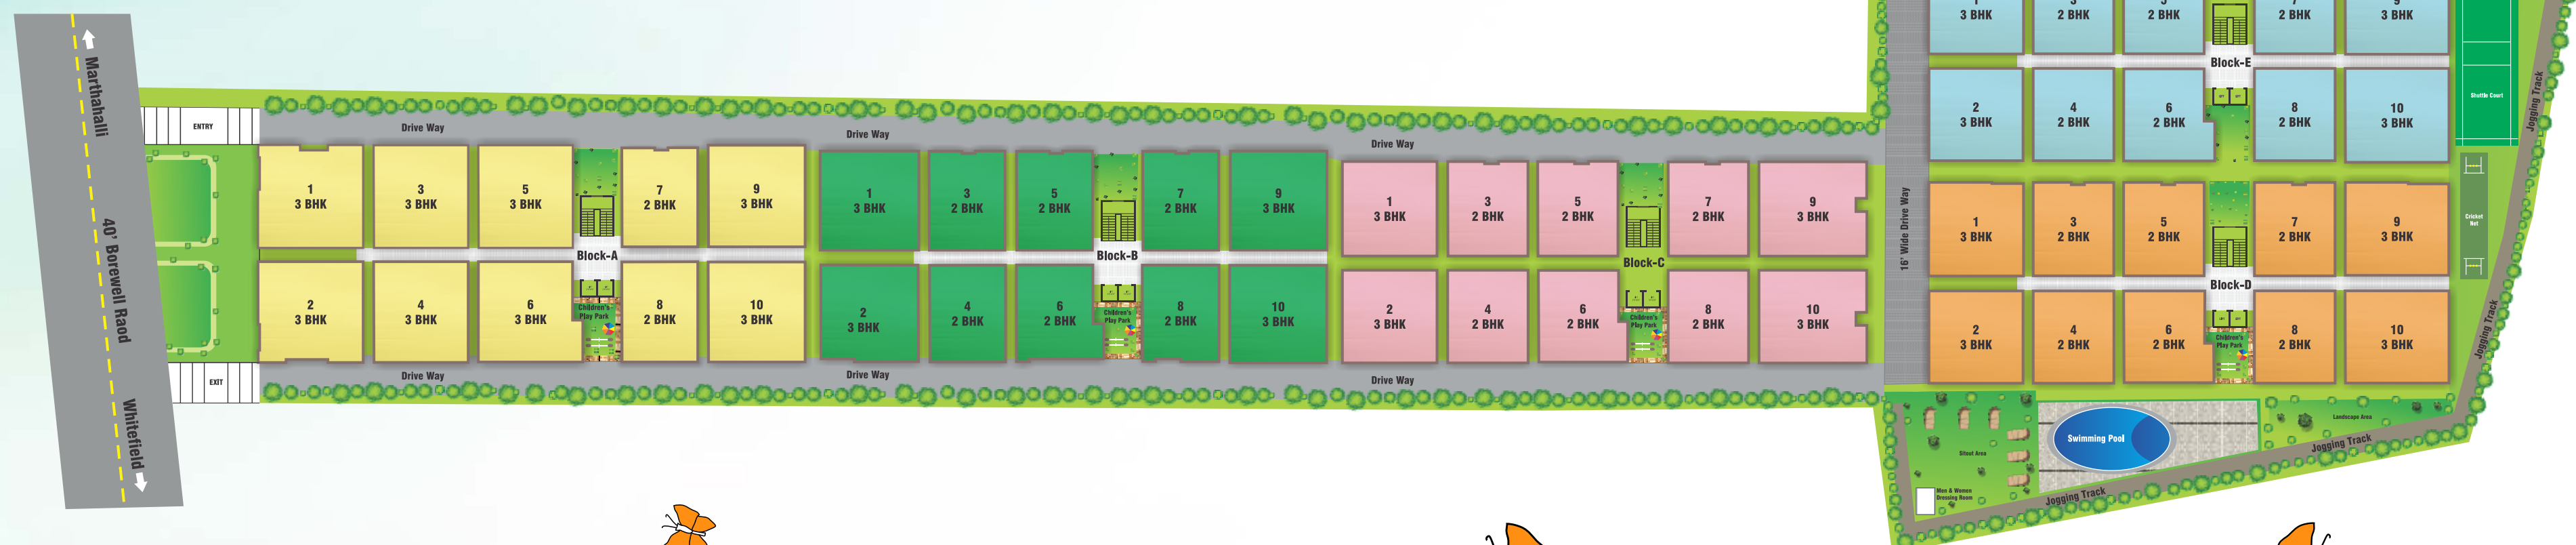 Marthahalli
40' Borewell Raod
Whitefield
ENTRY
EXIT
Drive Way
Drive Way
Drive Way
1
3 BHK
3
3 BHK
5
3 BHK
7
2 BHK
9
3 BHK
Block-A
2
3 BHK
4
3 BHK
6
3 BHK
Children's
Play Park
8
2 BHK
10
3 BHK
1
3 BHK
3
2 BHK
5
2 BHK
7
2 BHK
9
3 BHK
Block-B
2
3 BHK
4
2 BHK
6
2 BHK
Children's
Play Park
8
2 BHK
10
3 BHK
1
3 BHK
3
2 BHK
5
2 BHK
7
2 BHK
9
3 BHK
Block-C
2
3 BHK
4
2 BHK
6
2 BHK
Children's
Play Park
8
2 BHK
10
3 BHK
Drive Way
Drive Way
Drive Way
16' Wide Drive Way
3 BHK
2 BHK
2 BHK
2 BHK
3 BHK
Block-E
2
3 BHK
4
2 BHK
6
2 BHK
8
2 BHK
10
3 BHK
Shuttle Court
Jogging Track
1
3 BHK
3
2 BHK
5
2 BHK
7
2 BHK
9
3 BHK
Cricket
Net
Block-D
2
3 BHK
4
2 BHK
6
2 BHK
Children's
Play Park
8
2 BHK
10
3 BHK
Jogging Track
Landscape Area
Swimming Pool
Jogging Track
Sitout Area
Men & Women
Dressing Room
Jogging Track